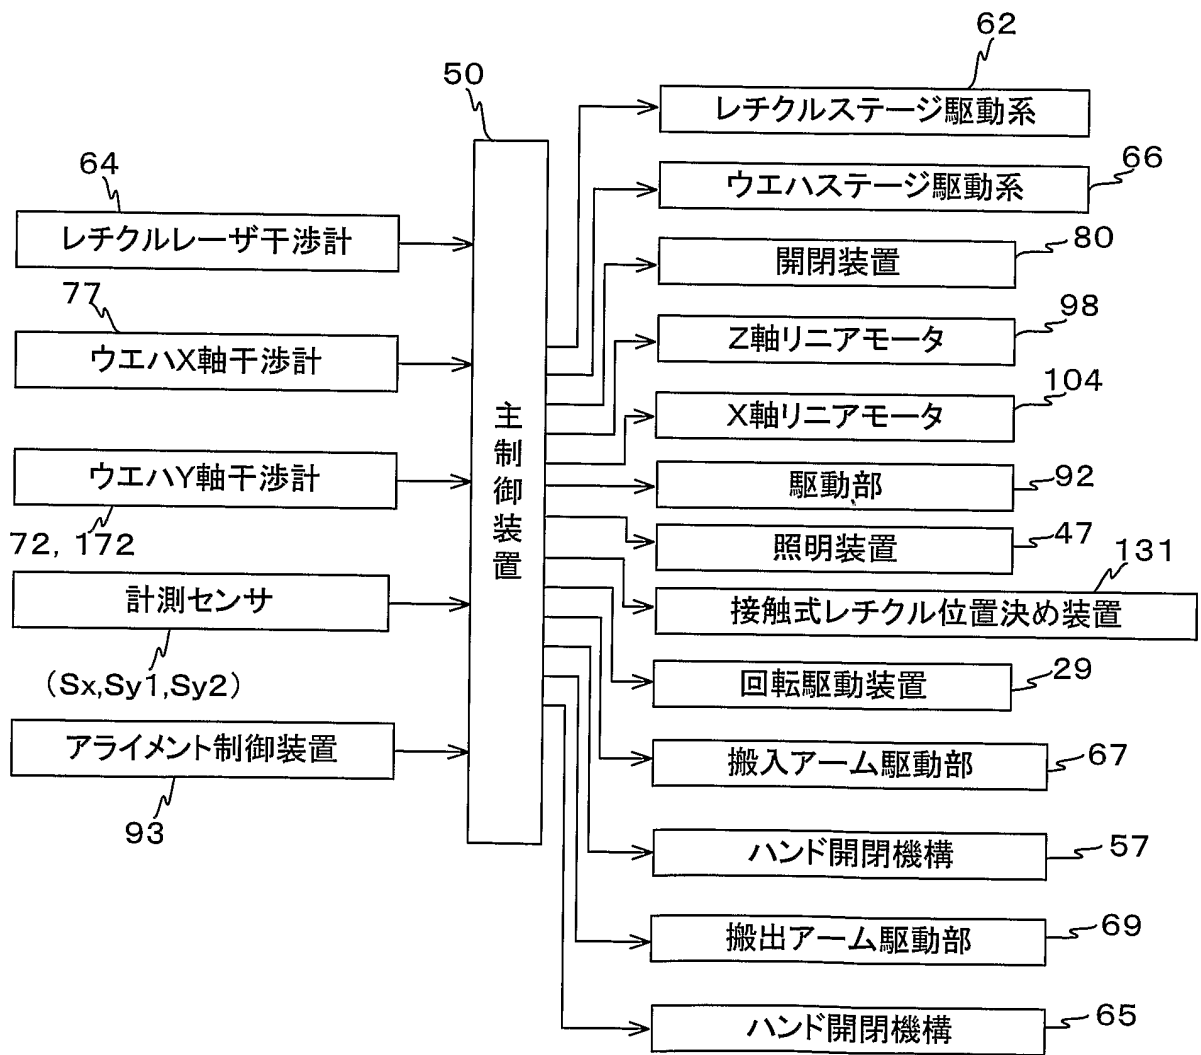 62
50
レチクルステージ駆動系
64
ウエハステージ駆動系
66
レチクルレーザ干渉計
80
開閉装置
77
98
Z軸リニアモータ
ウエハX軸干渉計
104
X軸リニアモータ
主制御装置
ウエハY軸干渉計
駆動部
92
72, 172
照明装置
47
131
計測センサ
接触式レチクル位置決め装置
(Sx,Sy1,Sy2)
回転駆動装置
29
アライメント制御装置
搬入アーム駆動部
67
93
ハンド開閉機構
57
搬出アーム駆動部
69
ハンド開閉機構
65